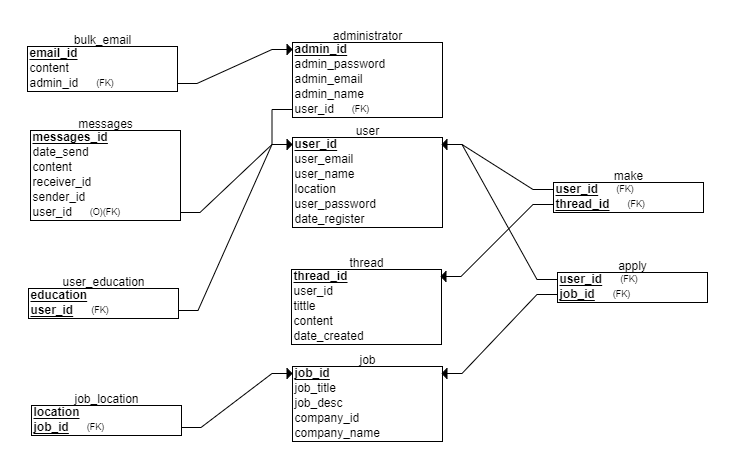 bulk_email
email_id
content
admin_id (FK)
administrator
admin_id
admin_password
admin_email
admin_name
user_id (FK)
messages
messages_id
date_send
content
receiver_id
sender_id
user_id (O)(FK)
user
user_id
user_email
user_name
location
user_password
date_register
make
user_id (FK)
thread_id (FK)
user_education
education
user_id (FK)
thread
thread_id
user_id
tittle
content
date_created
apply
user_id (FK)
job_id (FK)
job_location
location
job_id (FK)
job
job_id
job_title
job_desc
company_id
company_name